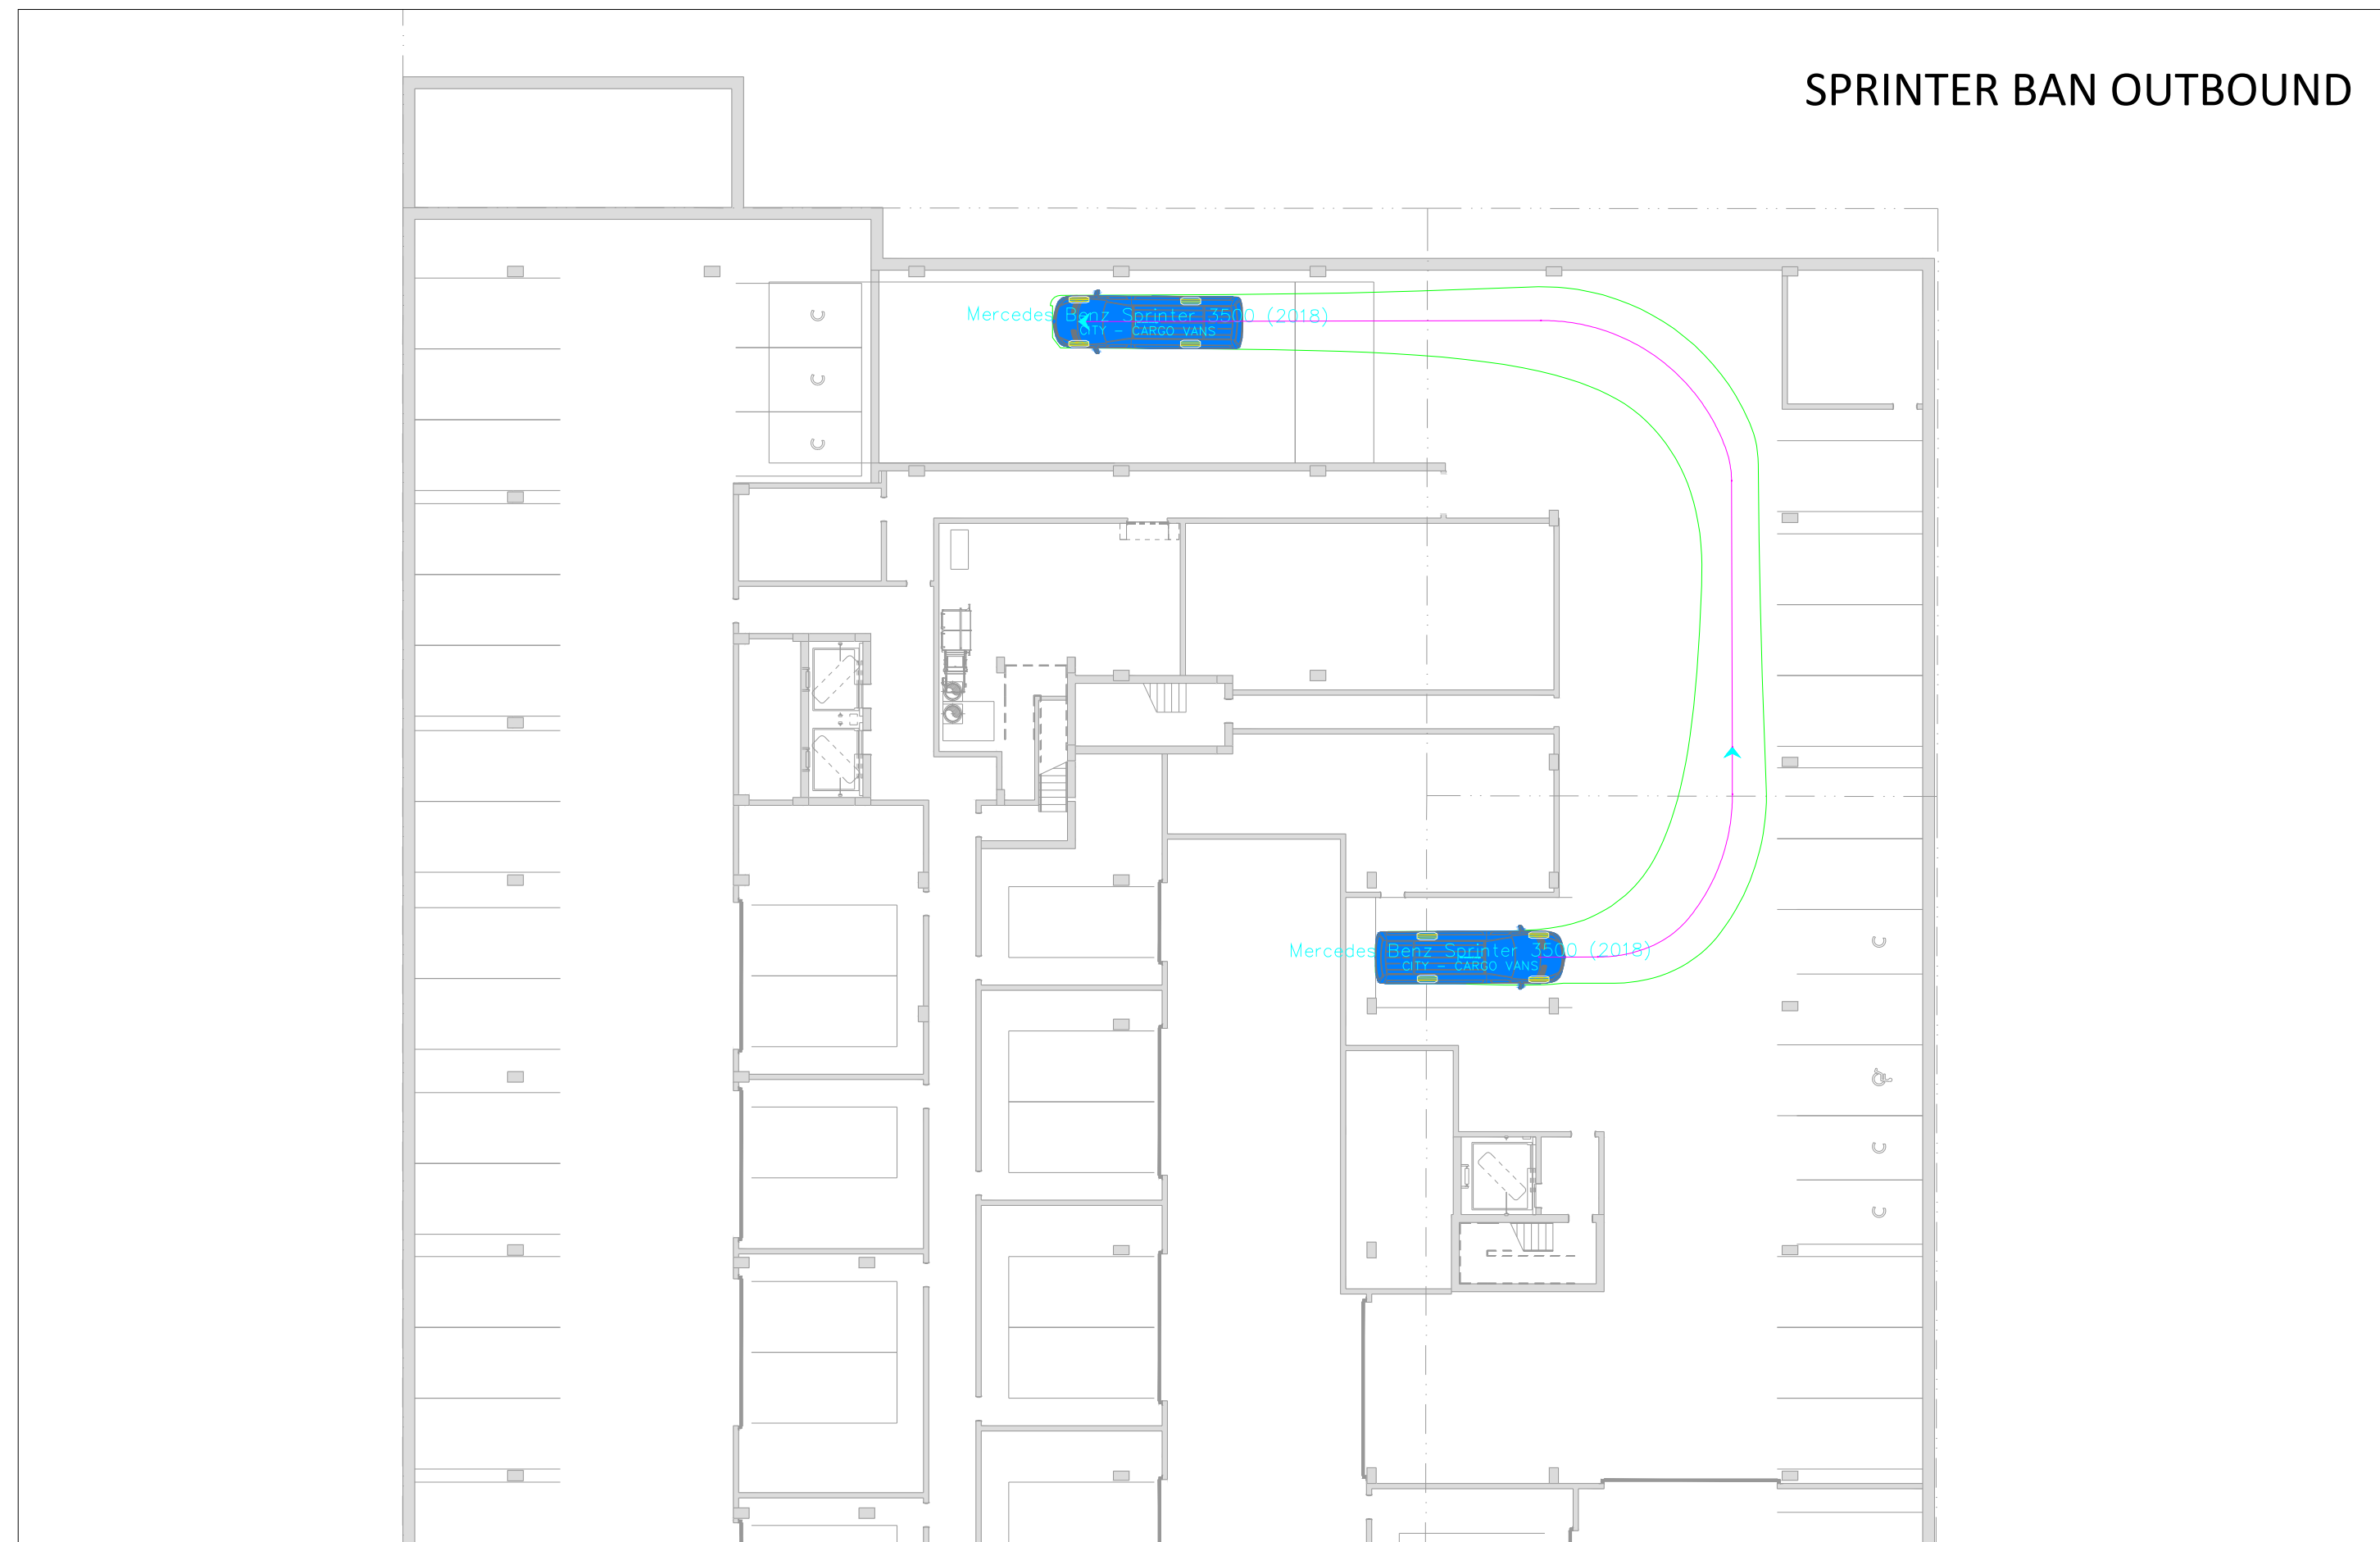 SPRINTER BAN OUTBOUND
Mercedes Benz Sprinter 3500 (2018)
CITY - CARGO VANS
C
C
C
Mercedes Benz Sprinter 3500 (2018)
CITY - CARGO VANS
C
C
C